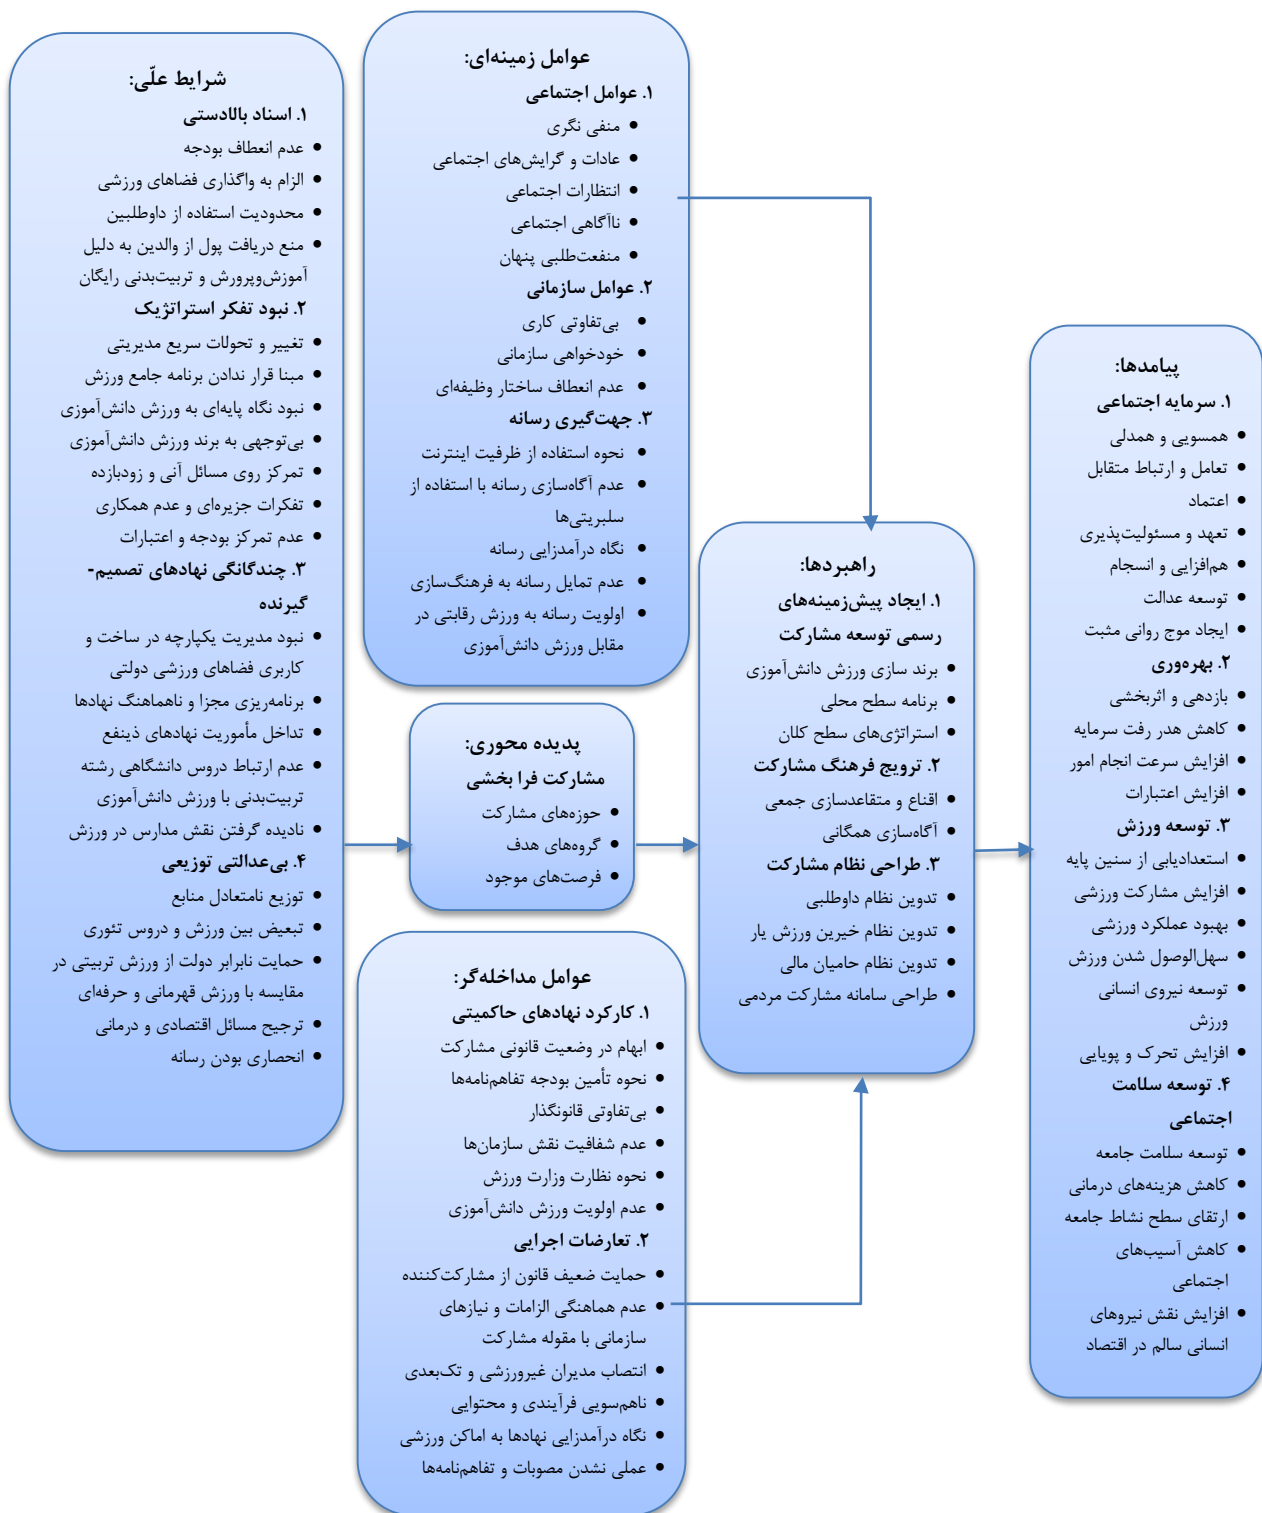 شرایط علّی:
۱. اسناد بالادستی
• عدم انعطاف بودجه
• الزام به واگذاری فضاهای ورزشی
• محدودیت استفاده از داوطلبین
• منع دریافت پول از والدین به دلیل
آموزش‌وپرورش و تربیت‌بدنی رایگان
۲. نبود تفکر استراتژیک
• تغییر و تحولات سریع مدیریتی
• مبنا قرار ندادن برنامه جامع ورزش
• نبود نگاه پایه‌ای به ورزش دانش‌آموزی
• بی‌توجهی به برند ورزش دانش‌آموزی
• تمرکز روی مسائل آنی و زودبازده
• تفکرات جزیره‌ای و عدم همکاری
• عدم تمرکز بودجه و اعتبارات
۳. چندگانگی نهادهای تصمیم-
گیرنده
• نبود مدیریت یکپارچه در ساخت و
کاربری فضاهای ورزشی دولتی
• برنامه‌ریزی مجزا و ناهماهنگ نهادها
• تداخل مأموریت نهادهای ذینفع
• عدم ارتباط دروس دانشگاهی رشته
تربیت‌بدنی با ورزش دانش‌آموزی
• نادیده گرفتن نقش مدارس در ورزش
۴. بی‌عدالتی توزیعی
• توزیع نامتعادل منابع
• تبعیض بین ورزش و دروس تئوری
• حمایت نابرابر دولت از ورزش تربیتی در
مقایسه با ورزش قهرمانی و حرفه‌ای
• ترجیح مسائل اقتصادی و درمانی
• انحصاری بودن رسانه
عوامل زمینه‌ای:
۱. عوامل اجتماعی
• منفی نگری
• عادات و گرایش‌های اجتماعی
• انتظارات اجتماعی
• ناآگاهی اجتماعی
• منفعت‌طلبی پنهان
۲. عوامل سازمانی
• بی‌تفاوتی کاری
• خودخواهی سازمانی
• عدم انعطاف ساختار وظیفه‌ای
۳. جهت‌گیری رسانه
• نحوه استفاده از ظرفیت اینترنت
• عدم آگاه‌سازی رسانه با استفاده از
سلبریتی‌ها
• نگاه درآمدزایی رسانه
• عدم تمایل رسانه به فرهنگ‌سازی
• اولویت رسانه به ورزش رقابتی در
مقابل ورزش دانش‌آموزی
پدیده محوری:
مشارکت فرا بخشی
• حوزه‌های مشارکت
• گروه‌های هدف
• فرصت‌های موجود
عوامل مداخله‌گر:
۱. کارکرد نهادهای حاکمیتی
• ابهام در وضعیت قانونی مشارکت
• نحوه تأمین بودجه تفاهم‌نامه‌ها
• بی‌تفاوتی قانونگذار
• عدم شفافیت نقش سازمان‌ها
• نحوه نظارت وزارت ورزش
• عدم اولویت ورزش دانش‌آموزی
۲. تعارضات اجرایی
• حمایت ضعیف قانون از مشارکت‌کننده
• عدم هماهنگی الزامات و نیازهای
سازمانی با مقوله مشارکت
• انتصاب مدیران غیرورزشی و تک‌بعدی
• ناهم‌سویی فرآیندی و محتوایی
• نگاه درآمدزایی نهادها به اماکن ورزشی
• عملی نشدن مصوبات و تفاهم‌نامه‌ها
راهبردها:
۱. ایجاد پیش‌زمینه‌های
رسمی توسعه مشارکت
• برند سازی ورزش دانش‌آموزی
• برنامه سطح محلی
• استراتژی‌های سطح کلان
۲. ترویج فرهنگ مشارکت
• اقناع و متقاعدسازی جمعی
• آگاه‌سازی همگانی
۳. طراحی نظام مشارکت
• تدوین نظام داوطلبی
• تدوین نظام خیرین ورزش یار
• تدوین نظام حامیان مالی
• طراحی سامانه مشارکت مردمی
پیامدها:
۱. سرمایه اجتماعی
• همسویی و همدلی
• تعامل و ارتباط متقابل
• اعتماد
• تعهد و مسئولیت‌پذیری
• هم‌افزایی و انسجام
• توسعه عدالت
• ایجاد موج روانی مثبت
۲. بهره‌وری
• بازدهی و اثربخشی
• کاهش هدر رفت سرمایه
• افزایش سرعت انجام امور
• افزایش اعتبارات
۳. توسعه ورزش
• استعدادیابی از سنین پایه
• افزایش مشارکت ورزشی
• بهبود عملکرد ورزشی
• سهل‌الوصول شدن ورزش
• توسعه نیروی انسانی
ورزش
• افزایش تحرک و پویایی
۴. توسعه سلامت
اجتماعی
• توسعه سلامت جامعه
• کاهش هزینه‌های درمانی
• ارتقای سطح نشاط جامعه
• کاهش آسیب‌های
اجتماعی
• افزایش نقش نیروهای
انسانی سالم در اقتصاد